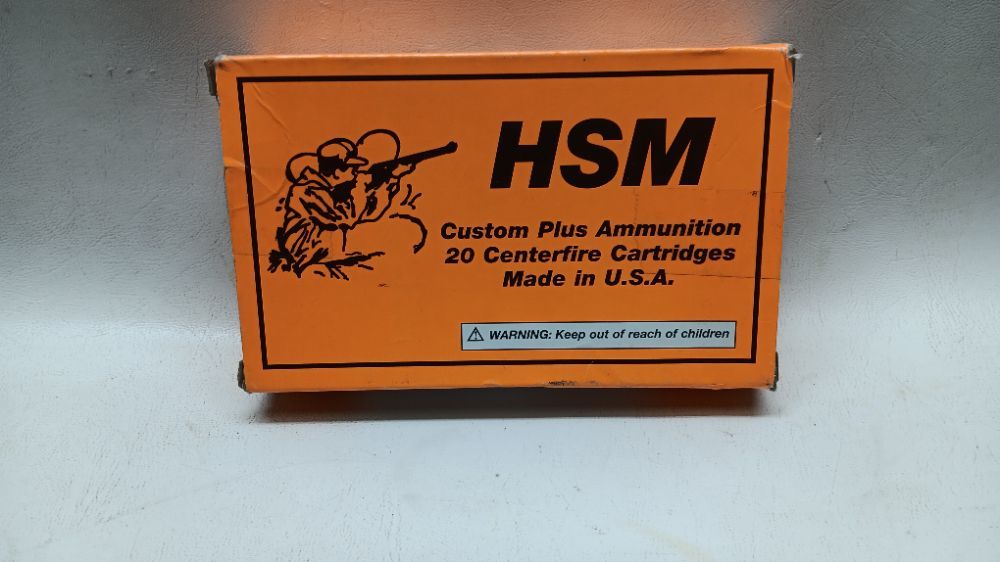 HSM
Custom Plus Ammunition
20 Centerfire Cartridges
Made in U.S.A.
⚠ WARNING: Keep out of reach of children